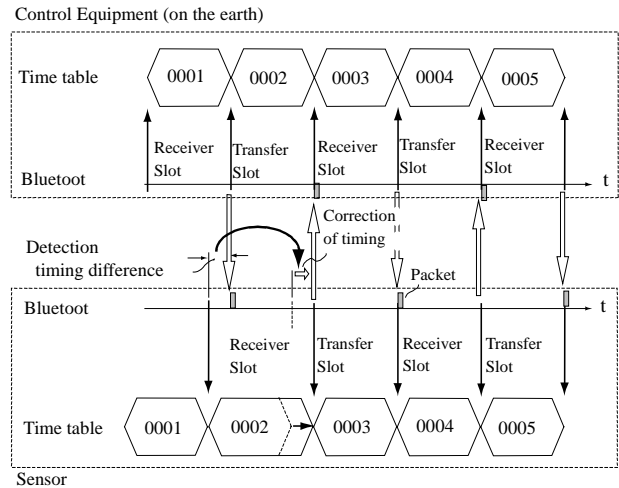 Control Equipment (on the earth)
Time table
0001
0002
0003
0004
0005
Receiver
Slot
Transfer
Slot
Receiver
Slot
Transfer
Slot
Receiver
Slot
Bluetoot
t
Correction
of timing
Detection
timing difference
Packet
Bluetoot
t
Receiver
Slot
Transfer
Slot
Receiver
Slot
Transfer
Slot
Time table
0001
0002
0003
0004
0005
Sensor